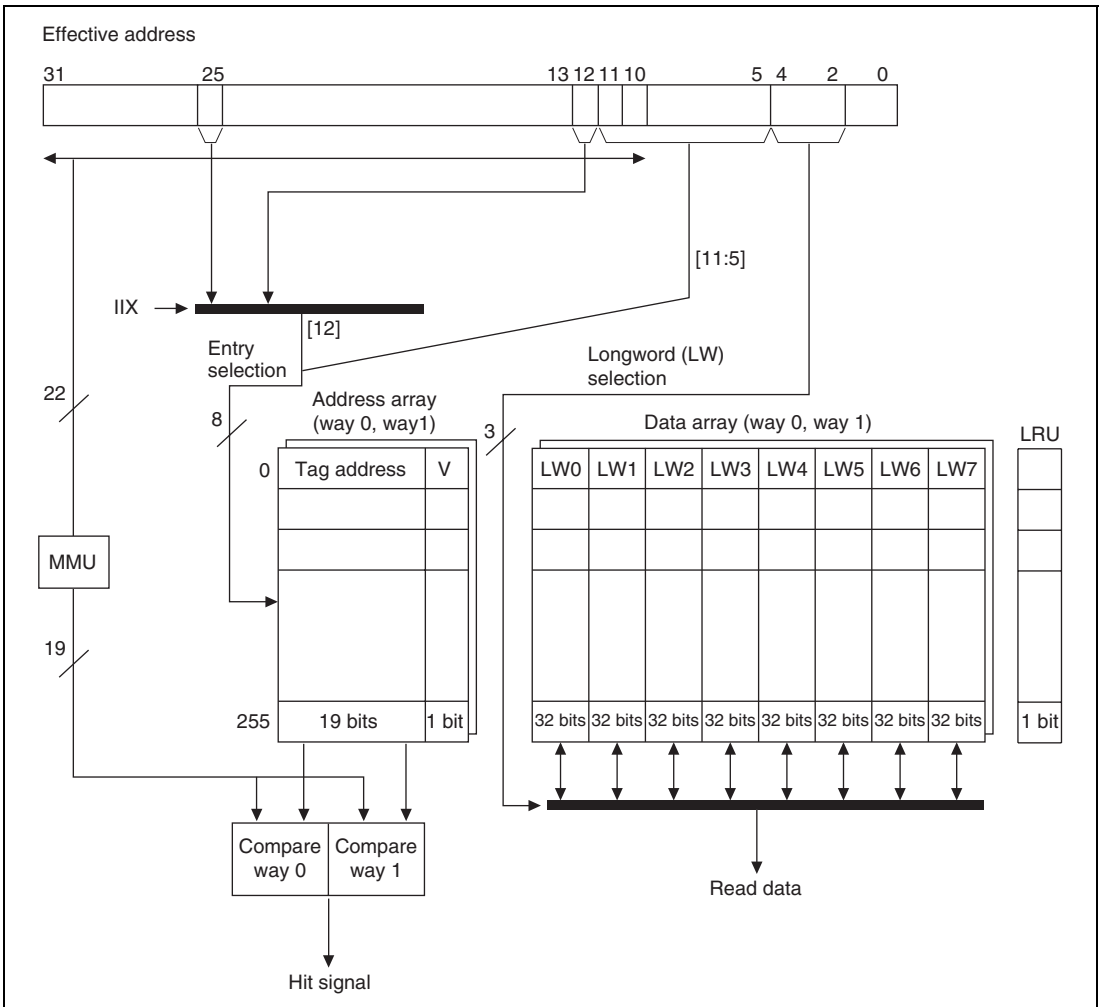 Effective address
31 25 13 12 11 10 5 4 2 0
[11:5]
IIX
[12]
Entry
selection
Longword (LW)
selection
22
8
Address array
(way 0, way1)
3
Data array (way 0, way 1)
LRU
0 Tag address V
LW0 LW1 LW2 LW3 LW4 LW5 LW6 LW7
MMU
19
255 19 bits 1 bit
32 bits 32 bits 32 bits 32 bits 32 bits 32 bits 32 bits 32 bits
1 bit
Compare
way 0
Compare
way 1
Read data
Hit signal